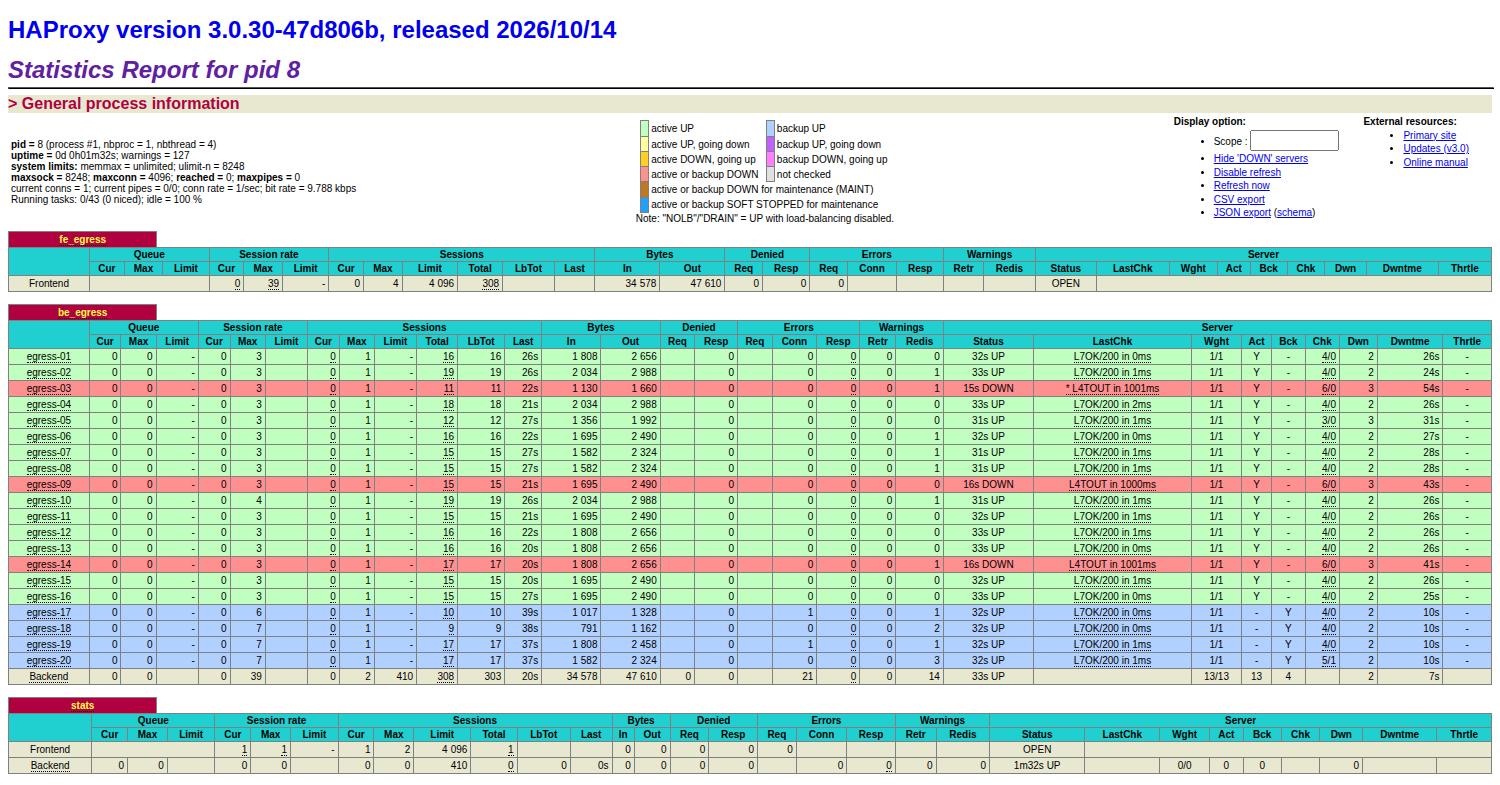 HAProxy version 3.0.30-47d806b, released 2026/10/14
Statistics Report for pid 8
> General process information
pid = 8 (process #1, nbproc = 1, nbthread = 4)
uptime = 0d 0h01m32s; warnings = 127
system limits: memmax = unlimited; ulimit-n = 8248
maxsock = 8248; maxconn = 4096; reached = 0; maxpipes = 0
current conns = 1; current pipes = 0/0; conn rate = 1/sec; bit rate = 9.788 kbps
Running tasks: 0/43 (0 niced); idle = 100 %
active UP backup UP
active UP, going down backup UP, going down
active DOWN, going up backup DOWN, going up
active or backup DOWN not checked
active or backup DOWN for maintenance (MAINT)
active or backup SOFT STOPPED for maintenance
Note: "NOLB"/"DRAIN" = UP with load-balancing disabled.
Display option:
• Scope :
• Hide 'DOWN' servers
• Disable refresh
• Refresh now
• CSV export
• JSON export (schema)
External resources:
• Primary site
• Updates (v3.0)
• Online manual
fe_egress
Queue Session rate Sessions Bytes Denied Errors Warnings Server
Cur Max Limit Cur Max Limit Cur Max Limit Total LbTot Last In Out Req Resp Req Conn Resp Retr Redis Status LastChk Wght Act Bck Chk Dwn Dwntme Thrtle
Frontend 0 39 - 0 4 4 096 308 34 578 47 610 0 0 0 OPEN
be_egress
Queue Session rate Sessions Bytes Denied Errors Warnings Server
Cur Max Limit Cur Max Limit Cur Max Limit Total LbTot Last In Out Req Resp Req Conn Resp Retr Redis Status LastChk Wght Act Bck Chk Dwn Dwntme Thrtle
egress-01 0 0 - 0 3 0 1 - 16 16 26s 1 808 2 656 0 0 0 0 0 32s UP L7OK/200 in 0ms 1/1 Y - 4/0 2 26s -
egress-02 0 0 - 0 3 0 1 - 19 19 26s 2 034 2 988 0 0 0 0 1 33s UP L7OK/200 in 1ms 1/1 Y - 4/0 2 24s -
egress-03 0 0 - 0 3 0 1 - 11 11 22s 1 130 1 660 0 0 0 0 1 15s DOWN * L4TOUT in 1001ms 1/1 Y - 6/0 3 54s -
egress-04 0 0 - 0 3 0 1 - 18 18 21s 2 034 2 988 0 0 0 0 0 33s UP L7OK/200 in 2ms 1/1 Y - 4/0 2 26s -
egress-05 0 0 - 0 3 0 1 - 12 12 27s 1 356 1 992 0 0 0 0 0 31s UP L7OK/200 in 1ms 1/1 Y - 3/0 3 31s -
egress-06 0 0 - 0 3 0 1 - 16 16 22s 1 695 2 490 0 0 0 0 1 32s UP L7OK/200 in 0ms 1/1 Y - 4/0 2 27s -
egress-07 0 0 - 0 3 0 1 - 15 15 27s 1 582 2 324 0 0 0 0 1 31s UP L7OK/200 in 1ms 1/1 Y - 4/0 2 28s -
egress-08 0 0 - 0 3 0 1 - 15 15 27s 1 582 2 324 0 0 0 0 1 31s UP L7OK/200 in 1ms 1/1 Y - 4/0 2 28s -
egress-09 0 0 - 0 3 0 1 - 15 15 21s 1 695 2 490 0 0 0 0 0 16s DOWN L4TOUT in 1000ms 1/1 Y - 6/0 3 43s -
egress-10 0 0 - 0 4 0 1 - 19 19 26s 2 034 2 988 0 0 0 0 1 31s UP L7OK/200 in 1ms 1/1 Y - 4/0 2 26s -
egress-11 0 0 - 0 3 0 1 - 15 15 21s 1 695 2 490 0 0 0 0 0 32s UP L7OK/200 in 1ms 1/1 Y - 4/0 2 26s -
egress-12 0 0 - 0 3 0 1 - 16 16 22s 1 808 2 656 0 0 0 0 0 33s UP L7OK/200 in 1ms 1/1 Y - 4/0 2 26s -
egress-13 0 0 - 0 3 0 1 - 16 16 20s 1 808 2 656 0 0 0 0 0 33s UP L7OK/200 in 0ms 1/1 Y - 4/0 2 26s -
egress-14 0 0 - 0 3 0 1 - 17 17 20s 1 808 2 656 0 0 0 0 1 16s DOWN L4TOUT in 1001ms 1/1 Y - 6/0 3 41s -
egress-15 0 0 - 0 3 0 1 - 15 15 20s 1 695 2 490 0 0 0 0 0 32s UP L7OK/200 in 1ms 1/1 Y - 4/0 2 26s -
egress-16 0 0 - 0 3 0 1 - 15 15 27s 1 695 2 490 0 0 0 0 0 33s UP L7OK/200 in 0ms 1/1 Y - 4/0 2 25s -
egress-17 0 0 - 0 6 0 1 - 10 10 39s 1 017 1 328 0 1 0 0 1 32s UP L7OK/200 in 0ms 1/1 - Y 4/0 2 10s -
egress-18 0 0 - 0 7 0 1 - 9 9 38s 791 1 162 0 0 0 0 2 32s UP L7OK/200 in 0ms 1/1 - Y 4/0 2 10s -
egress-19 0 0 - 0 7 0 1 - 17 17 37s 1 808 2 458 0 1 0 0 1 32s UP L7OK/200 in 1ms 1/1 - Y 4/0 2 10s -
egress-20 0 0 - 0 7 0 1 - 17 17 37s 1 582 2 324 0 0 0 0 3 32s UP L7OK/200 in 1ms 1/1 - Y 5/1 2 10s -
Backend 0 0 0 39 0 2 410 308 303 20s 34 578 47 610 0 0 21 0 0 14 33s UP 13/13 13 4 2 7s
stats
Queue Session rate Sessions Bytes Denied Errors Warnings Server
Cur Max Limit Cur Max Limit Cur Max Limit Total LbTot Last In Out Req Resp Req Conn Resp Retr Redis Status LastChk Wght Act Bck Chk Dwn Dwntme Thrtle
Frontend 1 1 - 1 2 4 096 1 0 0 0 0 0 OPEN
Backend 0 0 0 0 0 0 410 0 0 0s 0 0 0 0 0 0 0 0 1m32s UP 0/0 0 0 0